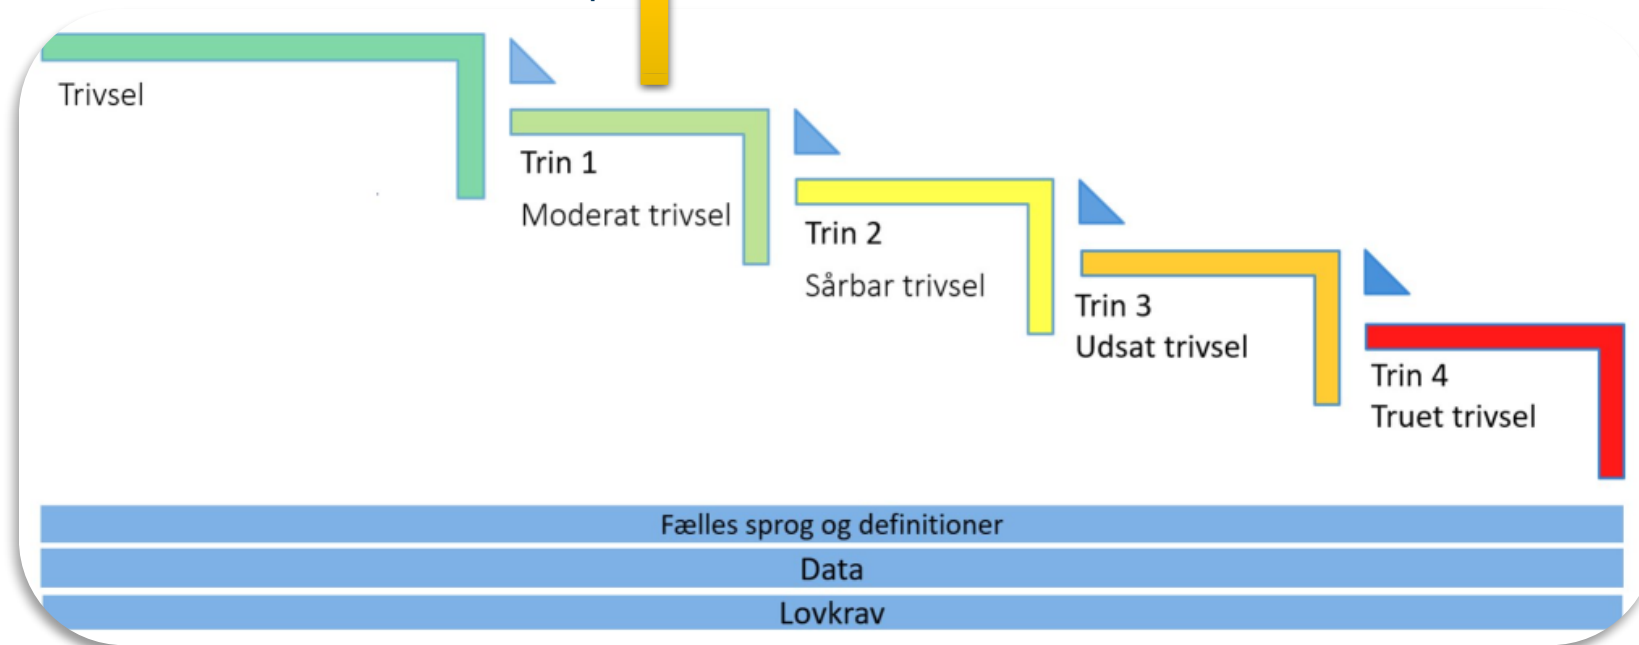 Trivsel
Trin 1
Moderat trivsel
Trin 2
Sårbar trivsel
Trin 3
Udsat trivsel
Trin 4
Truet trivsel
Fælles sprog og definitioner
Data
Lovkrav